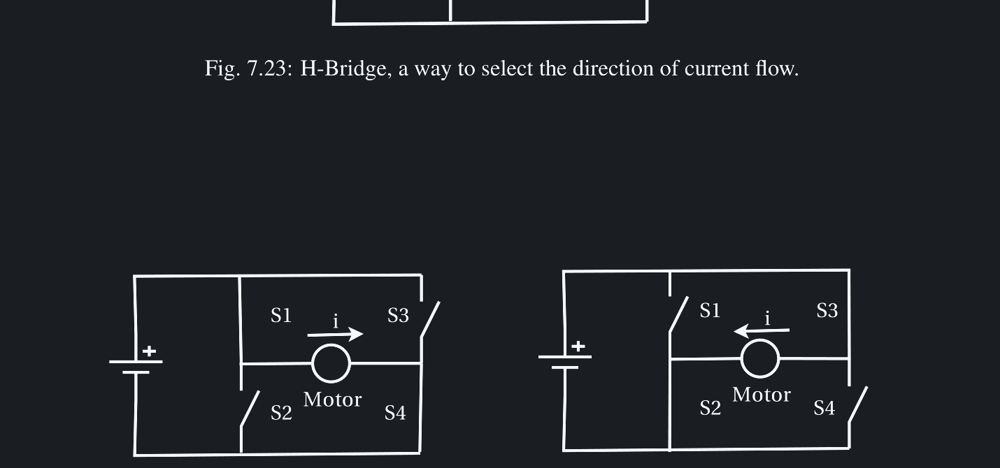 Fig. 7.23: H-Bridge, a way to select the direction of current flow.
+
S1
i
S3
S2
Motor
S4
+
S1
i
S3
S2
Motor
S4